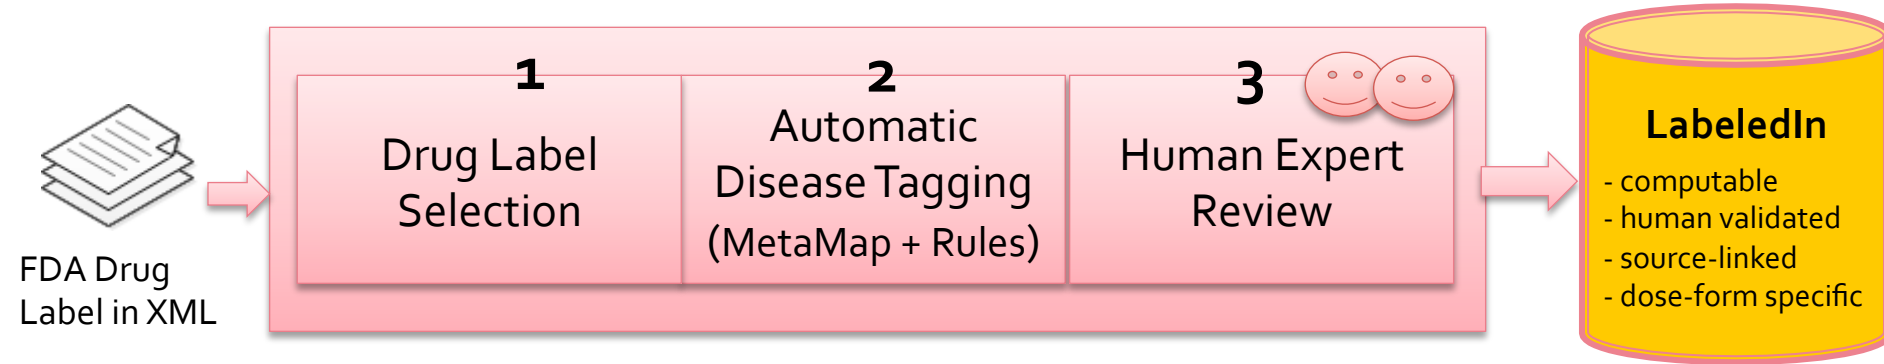 FDA Drug
Label in XML
1
Drug Label
Selection
2
Automatic
Disease Tagging
(MetaMap + Rules)
3
Human Expert
Review
LabeledIn
- computable
- human validated
- source-linked
- dose-form specific